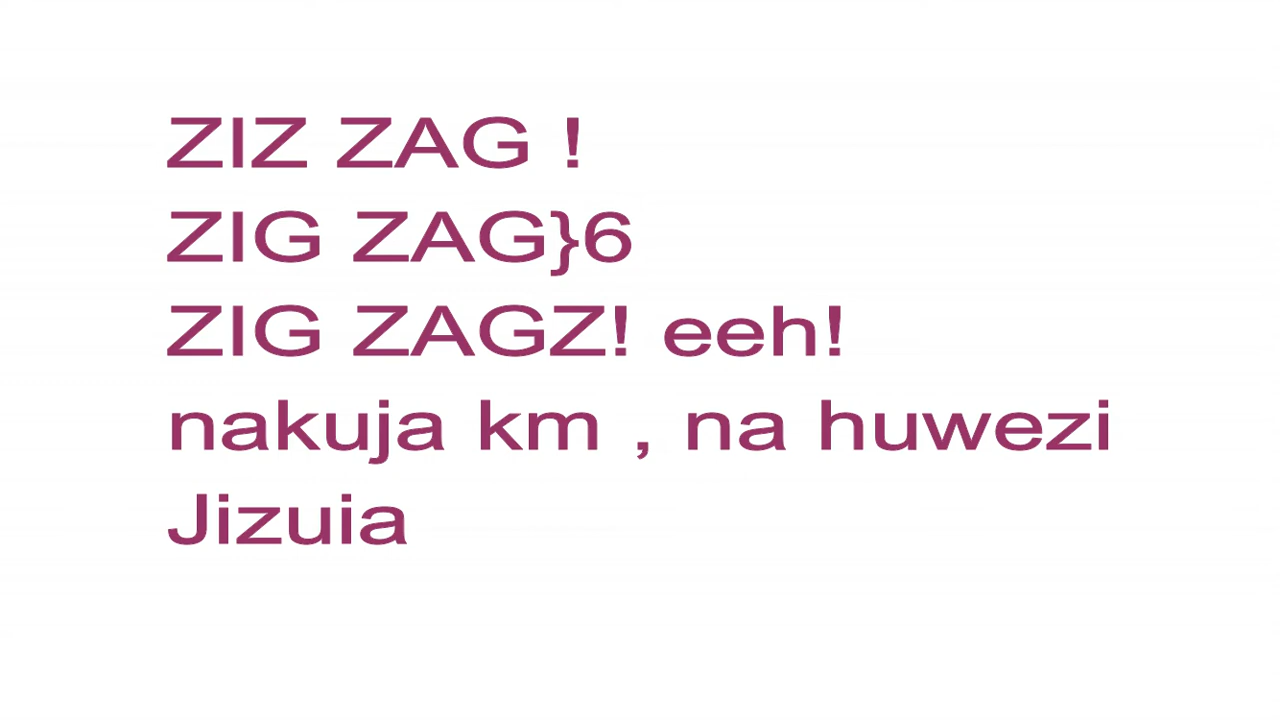 ZIZ ZAG !
ZIG ZAG}6
ZIG ZAGZ! eeh!
nakuja km , na huwezi
Jizuia